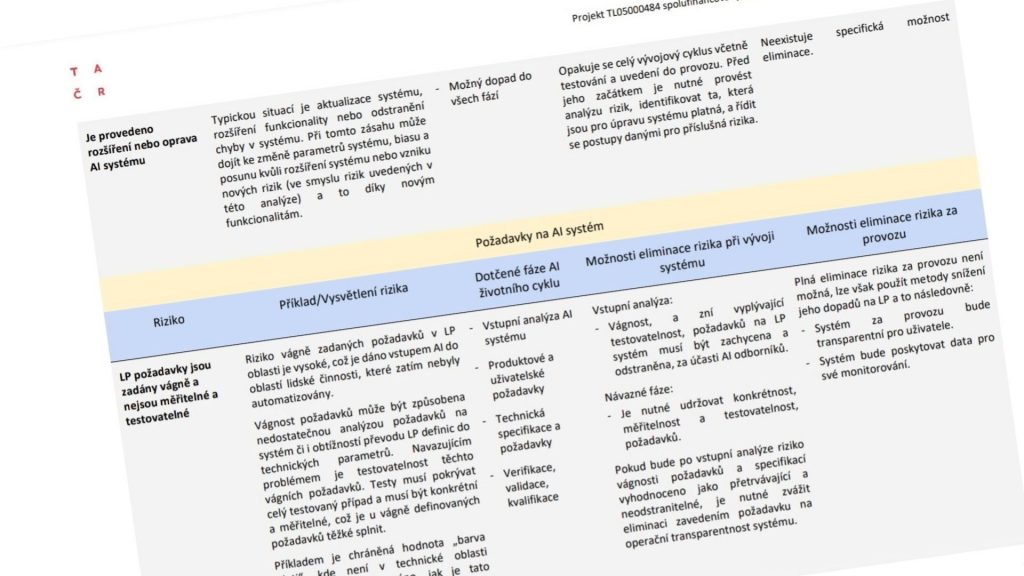 Projekt TL05000484
T A
Č R
Je provedeno
rozšíření nebo oprava
AI systému
Typickou situací je aktualizace systému,
rozšíření funkcionality nebo odstranění
chyby v systému. Při tomto zásahu může
dojít ke změně parametrů systému, biasu a
posunu kvůli rozšíření systému nebo vzniku
nových rizik (ve smyslu rizik uvedených v
této analýze) a to díky novým
funkcionalitám.
- Možný dopad do
všech fází
Opakuje se celý vývojový cyklus včetně
testování a uvedení do provozu. Před
jeho začátkem je nutné provést
analýzu rizik, identifikovat ta, která
jsou pro úpravu systému platná, a řídit
se postupy danými pro příslušná rizika.
Neexistuje specifická možnost
eliminace.
Požadavky na AI systém
Riziko
Příklad/Vysvětlení rizika
Dotčené fáze AI
životního cyklu
Možnosti eliminace rizika při vývoji
systému
Možnosti eliminace rizika za
provozu
LP požadavky jsou
zadány vágně a
nejsou měřitelné a
testovatelné
Riziko vágně zadaných požadavků v LP
oblasti je vysoké, což je dáno vstupem AI do
oblastí lidské činnosti, které zatím nebyly
automatizovány.
Vágnost požadavků může být způsobena
nedostatečnou analýzou požadavků na
systém či i obtížností převodu LP definic do
technických parametrů. Navazujícím
problémem je testovatelnost těchto
vágních požadavků. Testy musí pokrývat
celý testovaný případ a musí být konkrétní
a měřitelné, což je u vágně definovaných
požadavků těžké splnit.
Příkladem je chráněná hodnota „barva
kde není v technické oblasti
jak je tato
- Vstupní analýza AI
systému
- Produktové a
uživatelské
požadavky
- Technická
specifikace a
požadavky
- Verifikace,
validace,
kvalifikace
Vstupní analýza:
- Vágnost, a zní vyplývající
testovatelnost, požadavků na LP
systém musí být zachycena a
odstraněna, za účasti AI odborníků.
Návazné fáze:
- Je nutné udržovat konkrétnost,
měřitelnost a testovatelnost,
požadavků.
Pokud bude po vstupní analýze riziko
vágnosti požadavků a specifikací
vyhodnoceno jako přetrvávající a
neodstranitelné, je nutné zvážit
eliminaci zavedením požadavku na
operační transparentnost systému.
Plná eliminace rizika za provozu není
možná, lze však použít metody snížení
jeho dopadů na LP a to následovně:
- Systém za provozu bude
transparentní pro uživatele.
- Systém bude poskytovat data pro
své monitorování.